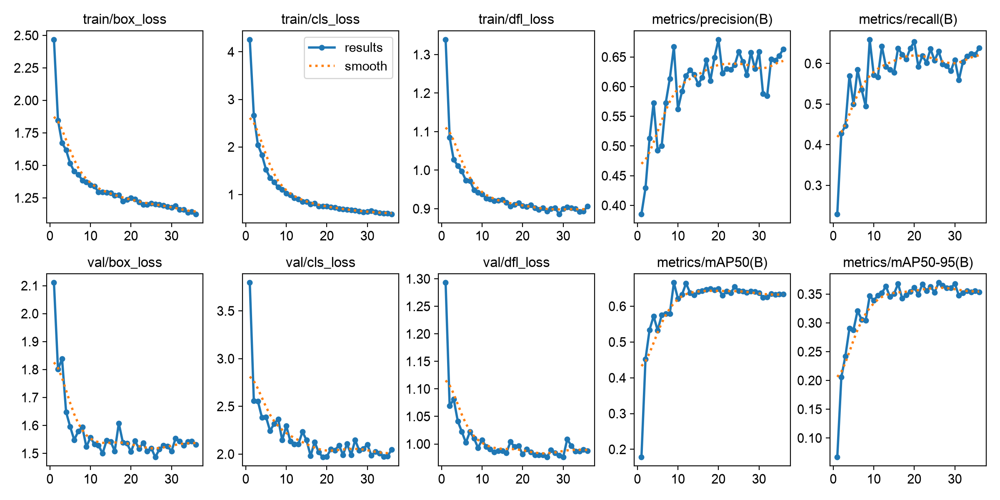 train/box_loss
2.50
2.25
2.00
1.75
1.50
1.25
0 10 20 30
train/cls_loss
results
smooth
4
3
2
1
0 10 20 30
train/dfl_loss
1.3
1.2
1.1
1.0
0.9
0 10 20 30
metrics/precision(B)
0.65
0.60
0.55
0.50
0.45
0.40
0 10 20 30
metrics/recall(B)
0.6
0.5
0.4
0.3
0 10 20 30
val/box_loss
2.1
2.0
1.9
1.8
1.7
1.6
1.5
0 10 20 30
val/cls_loss
3.5
3.0
2.5
2.0
0 10 20 30
val/dfl_loss
1.30
1.25
1.20
1.15
1.10
1.05
1.00
0 10 20 30
metrics/mAP50(B)
0.6
0.5
0.4
0.3
0.2
0 10 20 30
metrics/mAP50-95(B)
0.35
0.30
0.25
0.20
0.15
0.10
0 10 20 30